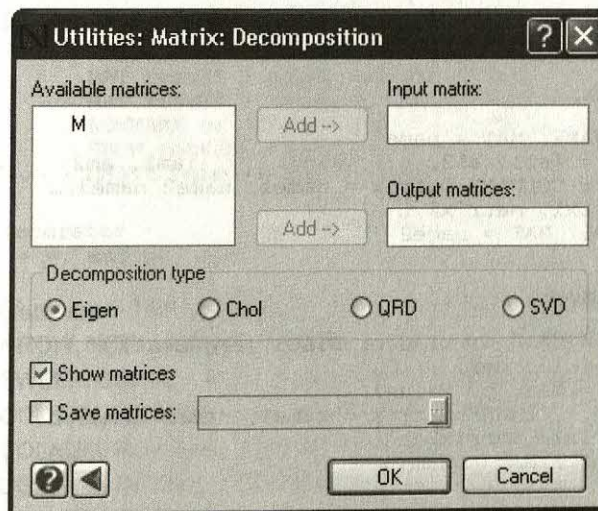 Utilities: Matrix: Decomposition
Available matrices:
Input matrix:
M
Add -->
Output matrices:
Add -->
Decomposition type
Eigen
Chol
QRD
SVD
Show matrices
Save matrices:
...
OK
Cancel